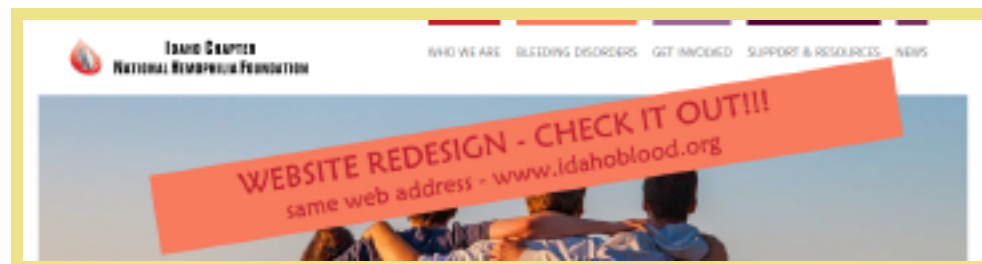 IDAHO CHAPTER
NATIONAL HEMOPHILIA FOUNDATION
WHO WE ARE BLEEDING DISORDERS GET INVOLVED SUPPORT & RESOURCES NEWS
WEBSITE REDESIGN - CHECK IT OUT!!!
same web address - www.idahoblood.org